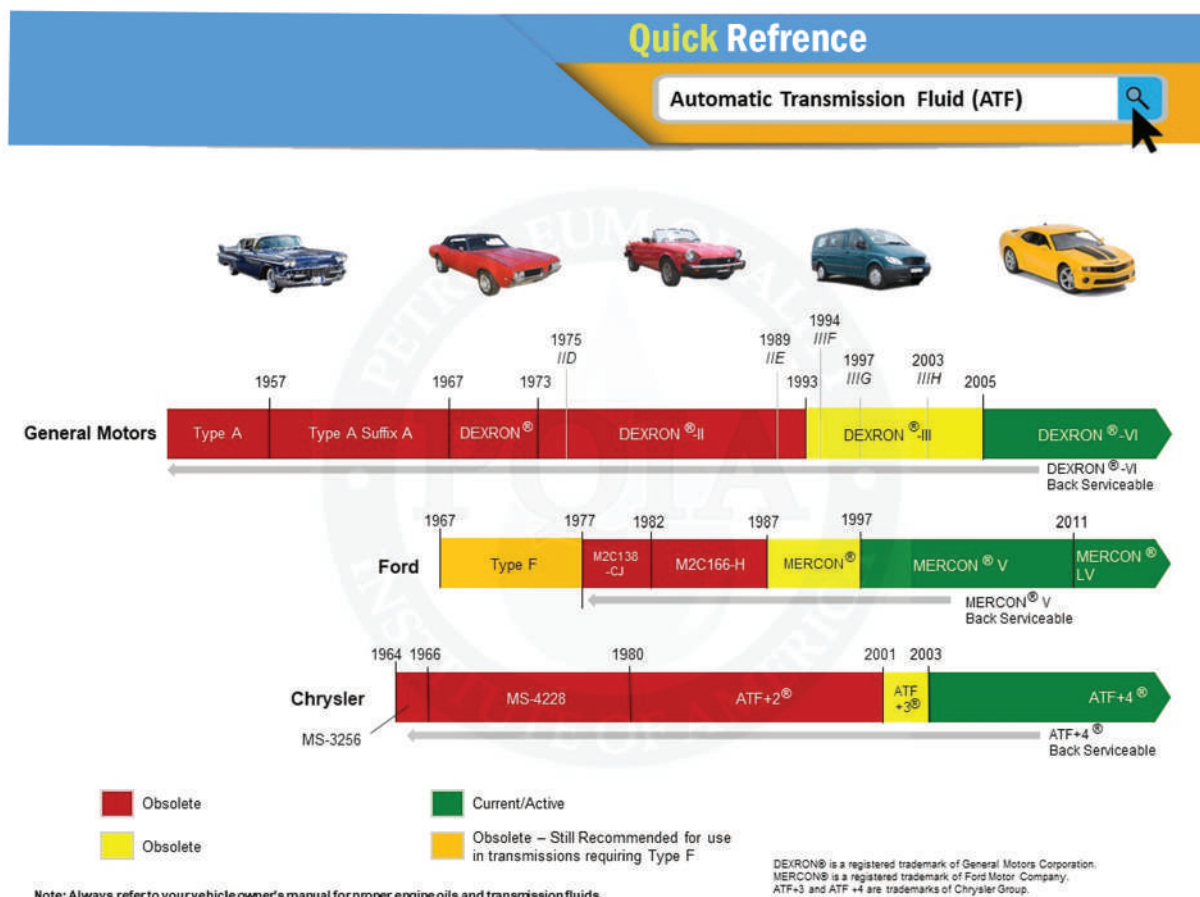 Quick Refrence
Automatic Transmission Fluid (ATF)
PETROLEUM QUALITY
INSTITUTE OF AMERICA
PQIA
1994
IIIF
1975
IID
1989
IIE
1997
IIIG
2003
IIIH
1957
1967
1973
1993
2005
General Motors
Type A
Type A Suffix A
DEXRON®
DEXRON®-II
DEXRON®-III
DEXRON®-VI
DEXRON®-VI
Back Serviceable
1967
1977
1982
1987
1997
2011
Ford
Type F
M2C138
-CJ
M2C166-H
MERCON®
MERCON® V
MERCON®
LV
MERCON® V
Back Serviceable
1964
1966
1980
2001
2003
Chrysler
MS-3256
MS-4228
ATF+2®
ATF
+3®
ATF+4®
ATF+4®
Back Serviceable
Obsolete
Current/Active
Obsolete
Obsolete – Still Recommended for use
in transmissions requiring Type F
DEXRON® is a registered trademark of General Motors Corporation.
MERCON® is a registered trademark of Ford Motor Company.
ATF+3 and ATF +4 are trademarks of Chrysler Group.
Note: Always refer to your vehicle owner's manual for proper engine oils and transmission fluids.